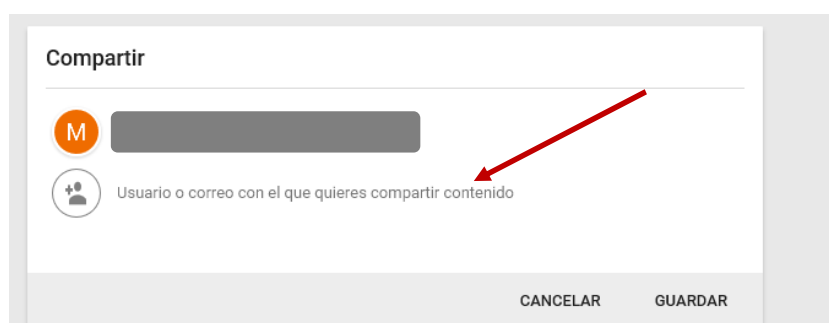 Compartir
M
Usuario o correo con el que quieres compartir contenido
CANCELAR GUARDAR